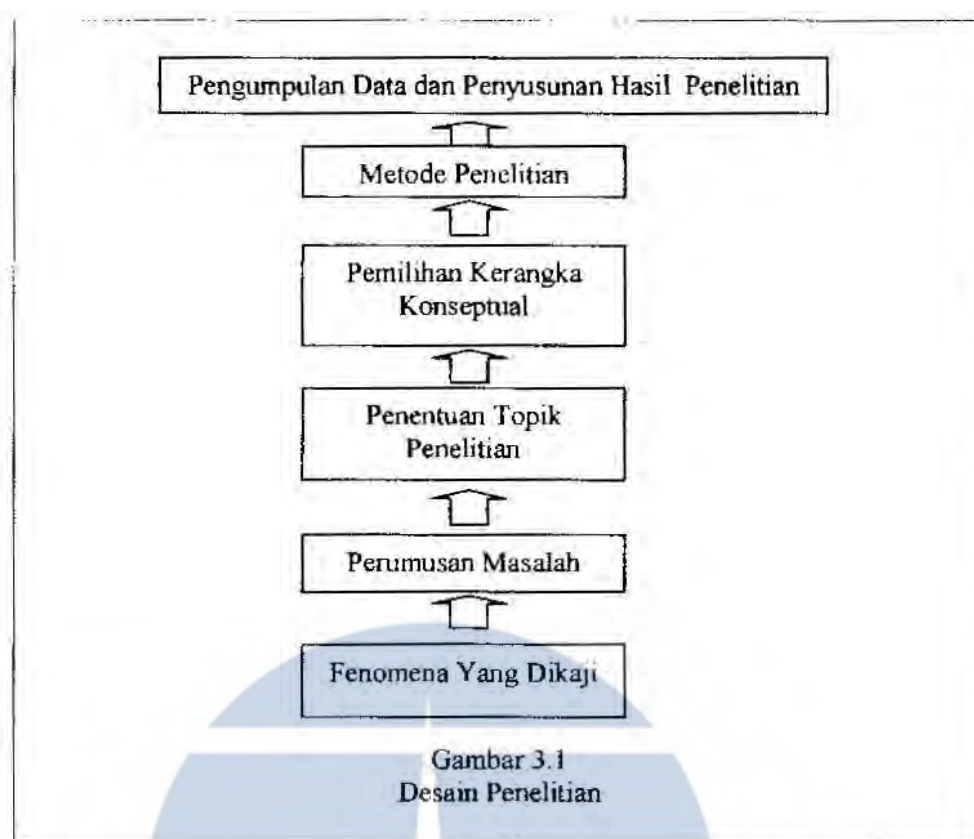 Pengumpulan Data dan Penyusunan Hasil Penelitian
Metode Penelitian
Pemilihan Kerangka
Konseptual
Penentuan Topik
Penelitian
Perumusan Masalah
Fenomena Yang Dikaji
Gambar 3.1
Desain Penelitian